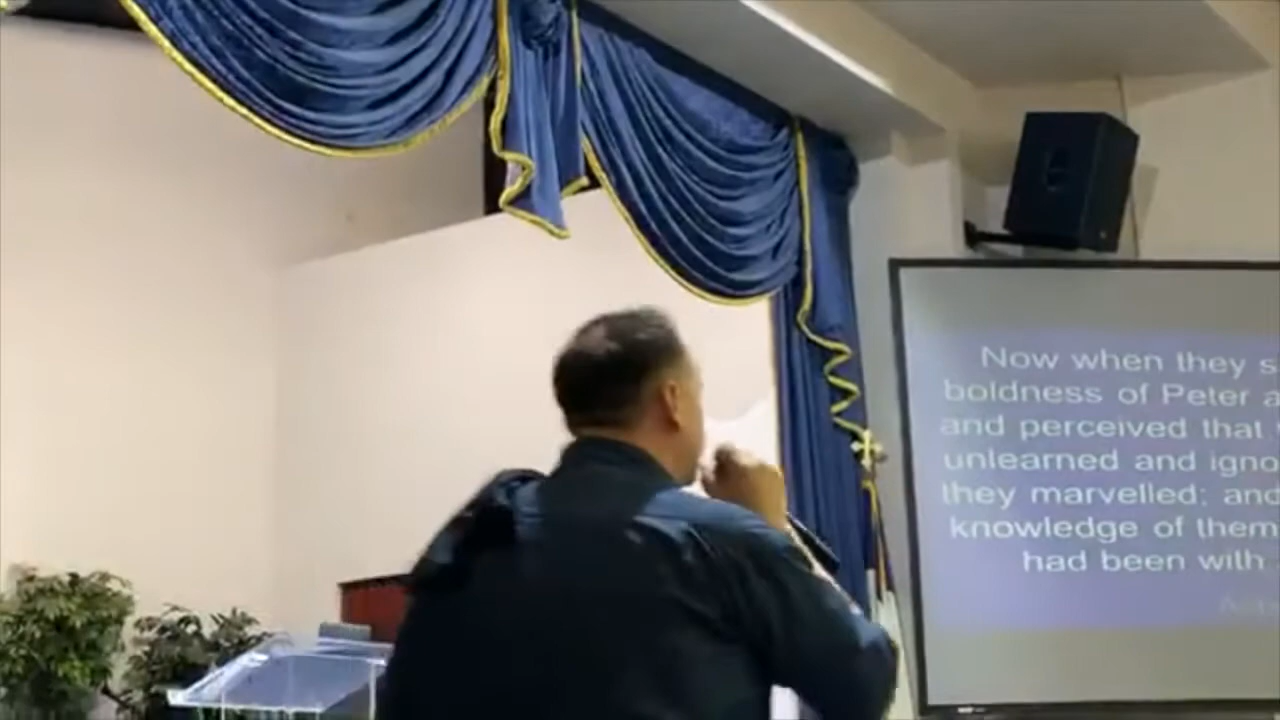 Now when they s
boldness of Peter a
and perceived that
unlearned and igno
they marvelled; and
knowledge of them
had been with